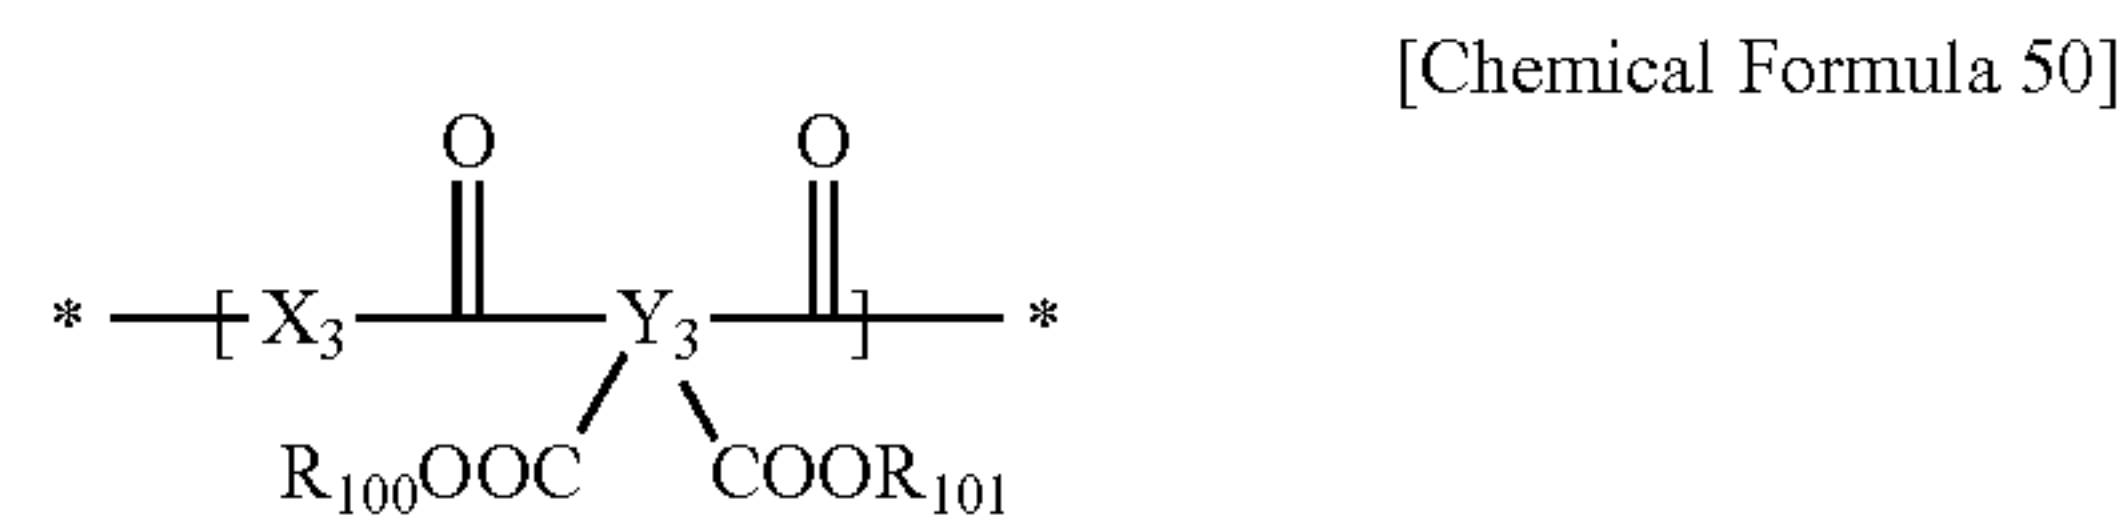 [Chemical Formula 50]
O O
* [ X₃ Y₃ ] *
R₁₀₀OOC COOR₁₀₁